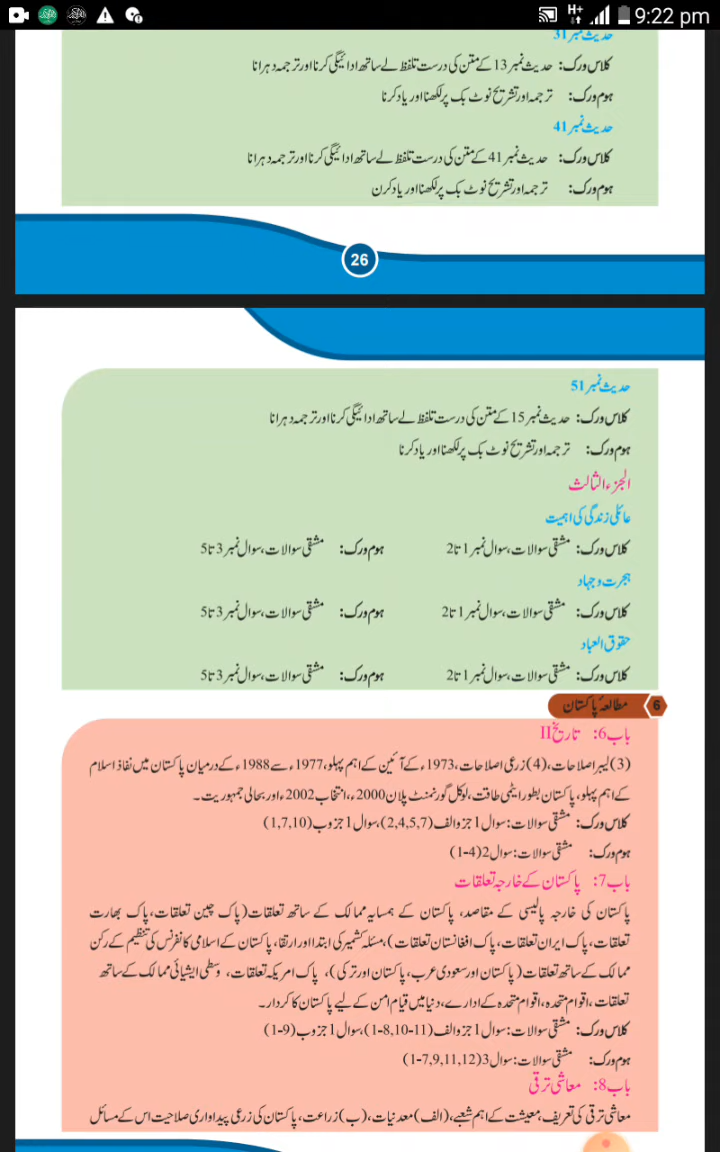 9:22 pm
حدیث نمبر 31
کلاس ورک: حدیث نمبر 13 کے متن کی درست تلفظ لے ساتھ ادائیگی کرنا اور ترجمہ دہرانا
ہوم ورک: ترجمہ اور تشریح نوٹ بک پر لکھنا اور یاد کرنا
حدیث نمبر 41
کلاس ورک: حدیث نمبر 41 کے متن کی درست تلفظ لے ساتھ ادائیگی کرنا اور ترجمہ دہرانا
ہوم ورک: ترجمہ اور تشریح نوٹ بک پر لکھنا اور یاد کرن
26
حدیث نمبر 51
کلاس ورک: حدیث نمبر 15 کے متن کی درست تلفظ لے ساتھ ادائیگی کرنا اور ترجمہ دہرانا
ہوم ورک: ترجمہ اور تشریح نوٹ بک پر لکھنا اور یاد کرنا
الجزء الثالث
عائلی زندگی کی اہمیت
کلاس ورک: مشقی سوالات، سوال نمبر 1 تا 2 ہوم ورک: مشقی سوالات، سوال نمبر 3 تا 5
ہجرت و جہاد
کلاس ورک: مشقی سوالات، سوال نمبر 1 تا 2 ہوم ورک: مشقی سوالات، سوال نمبر 3 تا 5
حقوق العباد
کلاس ورک: مشقی سوالات، سوال نمبر 1 تا 2 ہوم ورک: مشقی سوالات، سوال نمبر 3 تا 5
6 مطالعۂ پاکستان
باب 6: تاریخ II
(3) لیبر اصلاحات، (4) زرعی اصلاحات، 1973ء کے آئین کے اہم پہلو، 1977ء سے 1988ء کے درمیان پاکستان میں نفاذ اسلام
کے اہم پہلو، پاکستان بطور ایٹمی طاقت، لوکل گورنمنٹ پلان 2000ء، انتخاب 2002ء اور بحالی جمہوریت۔
کلاس ورک: مشقی سوالات: سوال 1 جزو الف (2,4,5,7)، سوال 1 جزو ب (1,7,10)
ہوم ورک: مشقی سوالات: سوال 2 (1-4)
باب 7: پاکستان کے خارجہ تعلقات
پاکستان کی خارجہ پالیسی کے مقاصد، پاکستان کے ہمسایہ ممالک کے ساتھ تعلقات (پاک چین تعلقات، پاک بھارت
تعلقات، پاک ایران تعلقات، پاک افغانستان تعلقات)، مسئلہ کشمیر کی ابتدا اور ارتقا، پاکستان کے اسلامی کانفرنس کی تنظیم کے رکن
ممالک کے ساتھ تعلقات (پاکستان اور سعودی عرب، پاکستان اور ترکی)، پاک امریکہ تعلقات، وسطی ایشیائی ممالک کے ساتھ
تعلقات، اقوام متحدہ، اقوام متحدہ کے ادارے، دنیا میں قیام امن کے لیے پاکستان کا کردار۔
کلاس ورک: مشقی سوالات: سوال 1 جزو الف (1-8,10-11)، سوال 1 جزو ب (1-9)
ہوم ورک: مشقی سوالات: سوال 3 (1-7,9,11,12)
باب 8: معاشی ترقی
معاشی ترقی کی تعریف، معیشت کے اہم شعبے، (الف) معدنیات، (ب) زراعت، پاکستان کی زرعی پیداواری صلاحیت اس کے مسائل